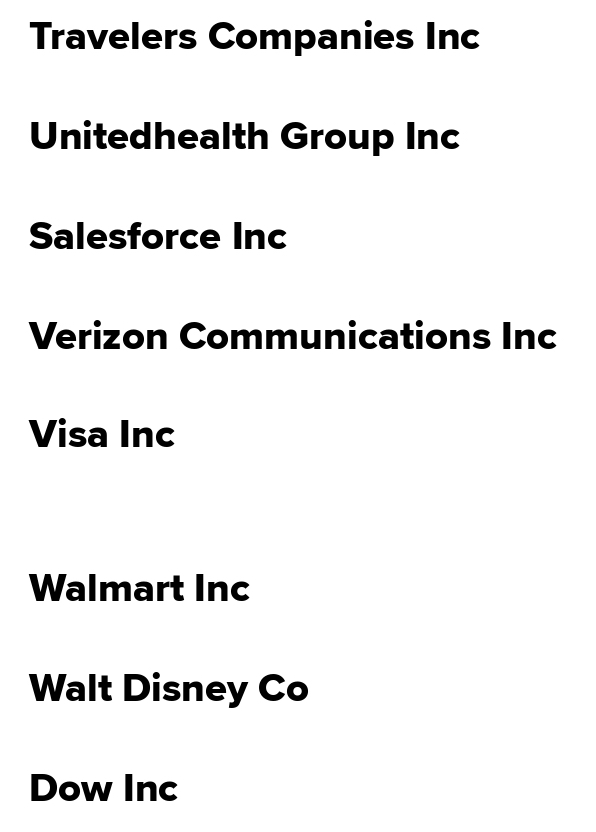 Travelers Companies Inc
Unitedhealth Group Inc
Salesforce Inc
Verizon Communications Inc
Visa Inc
Walmart Inc
Walt Disney Co
Dow Inc